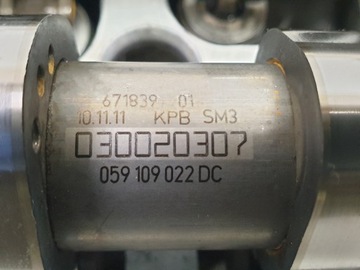 671839 01
10.11.11 KPB SM3
030020307
059 109 022 DC